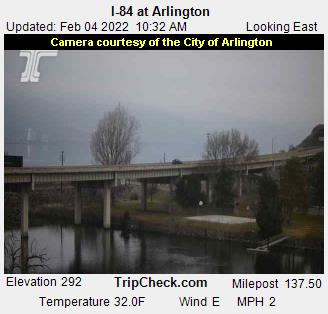 I-84 at Arlington
Updated: Feb 04 2022 10:32 AM Looking East
Camera courtesy of the City of Arlington
Elevation 292 TripCheck.com Milepost 137.50
Temperature 32.0F Wind E MPH 2